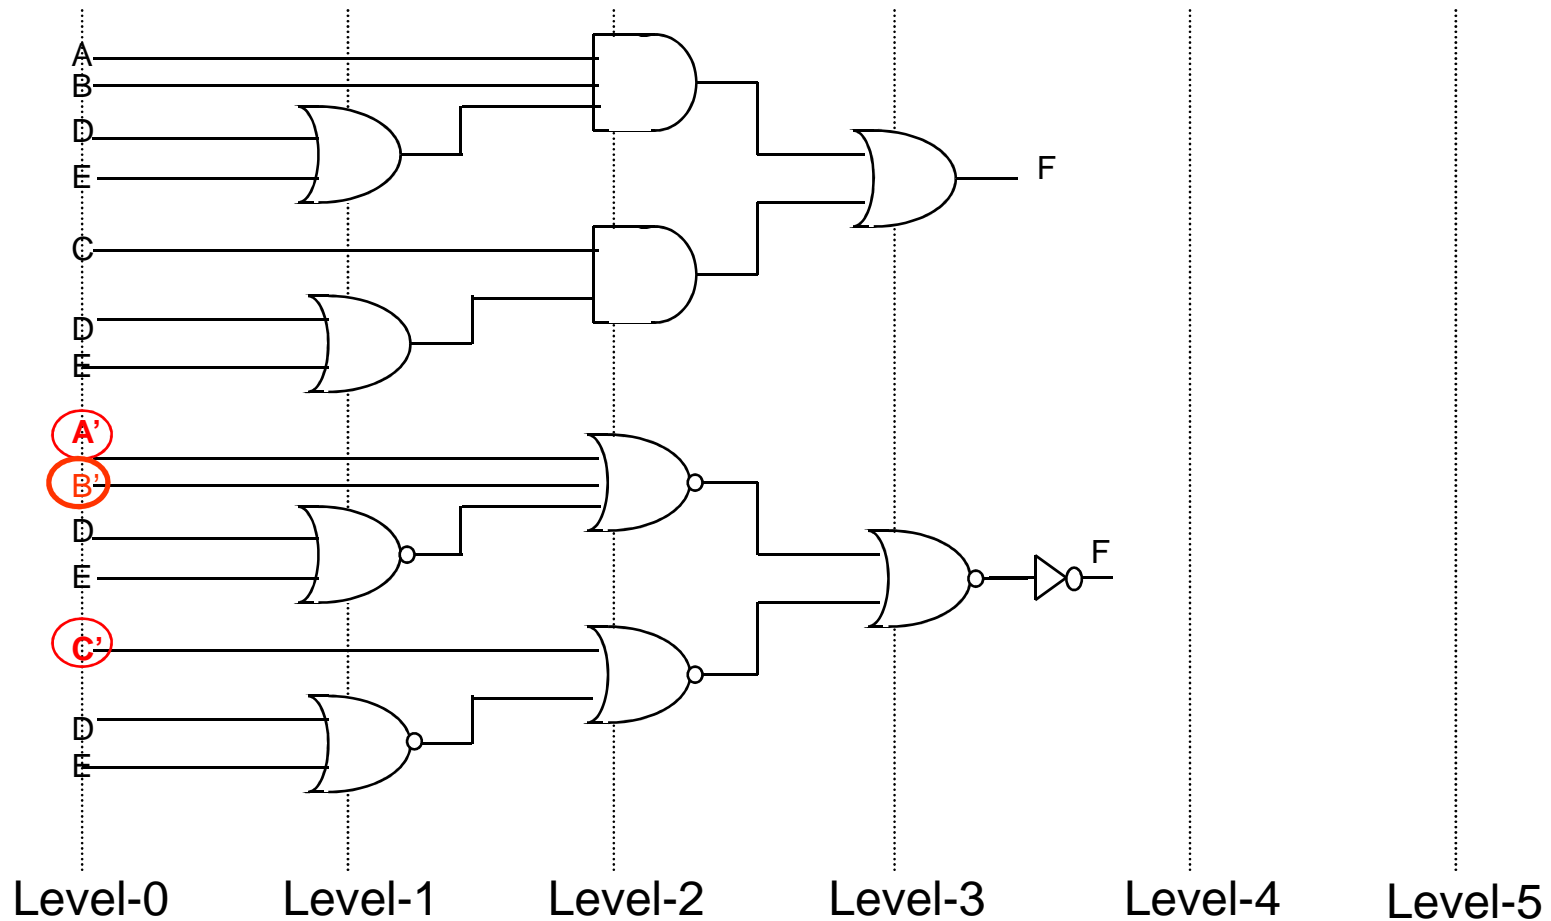 A
B
D
E
F
C
D
E
A’
B’
D
E
F
C’
D
E
Level-0 Level-1 Level-2 Level-3 Level-4 Level-5